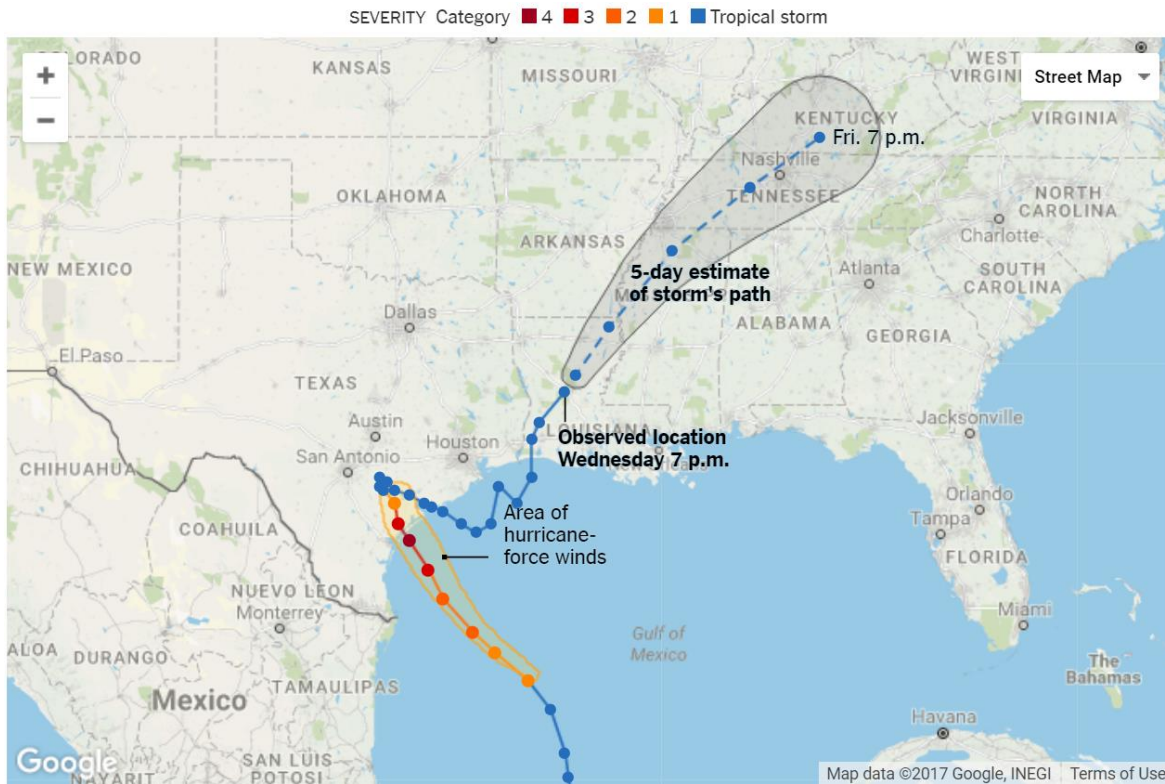 SEVERITY Category 4 3 2 1 Tropical storm
COLORADO
KANSAS
MISSOURI
WEST
VIRGINIA
Street Map
+
−
KENTUCKY
VIRGINIA
Fri. 7 p.m.
Nashville
TENNESSEE
OKLAHOMA
NORTH
CAROLINA
Charlotte
ARKANSAS
NEW MEXICO
5-day estimate
of storm's path
Atlanta
SOUTH
CAROLINA
Dallas
ALABAMA
GEORGIA
El Paso
TEXAS
Austin
Jacksonville
LOUISIANA
Observed location
Wednesday 7 p.m.
Houston
San Antonio
CHIHUAHUA
Orlando
Tampa
Area of
hurricane-
force winds
COAHUILA
FLORIDA
NUEVO LEON
Monterrey
Miami
Gulf of
Mexico
DURANGO
The
Bahamas
TAMAULIPAS
Mexico
Havana
SAN LUIS
POTOSI
NAYARIT
Google
Map data ©2017 Google, INEGI
Terms of Use